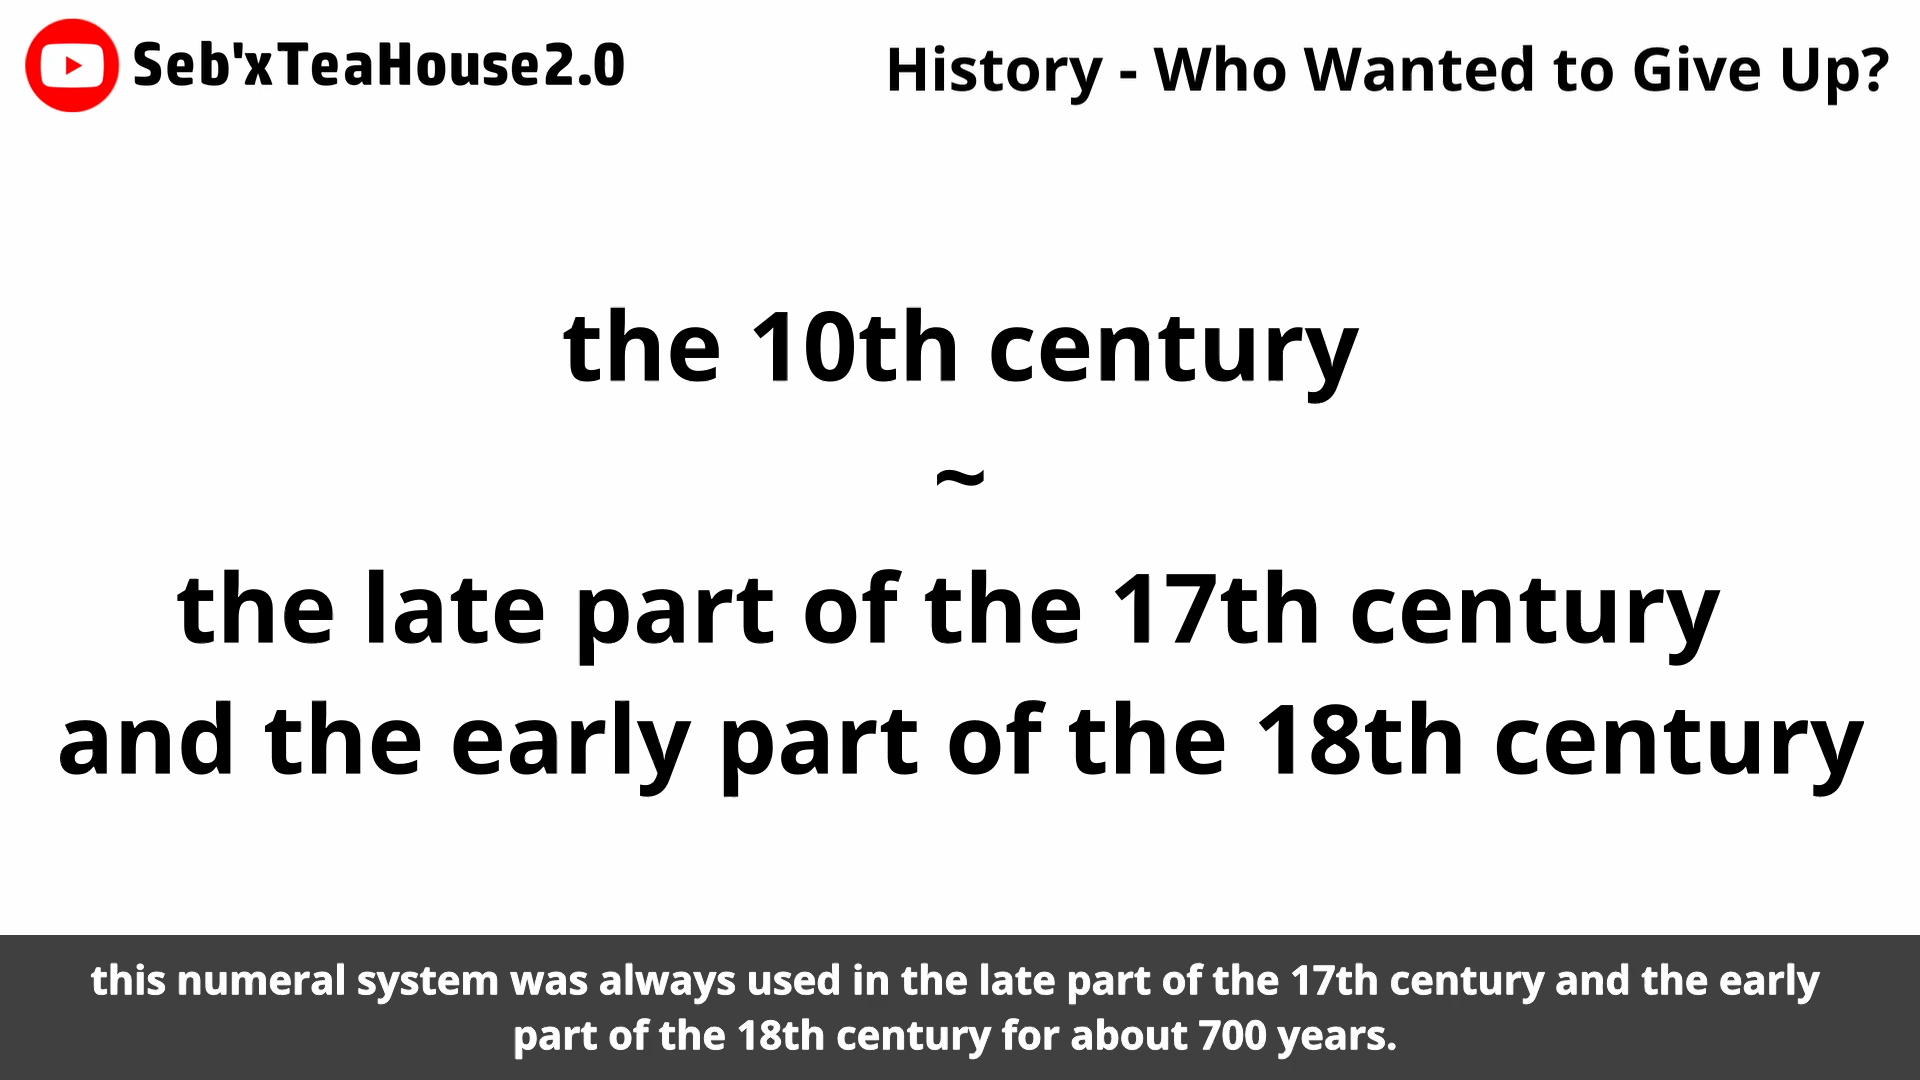 Seb'xTeaHouse2.0
History - Who Wanted to Give Up?
the 10th century
~
the late part of the 17th century
and the early part of the 18th century
this numeral system was always used in the late part of the 17th century and the early
part of the 18th century for about 700 years.